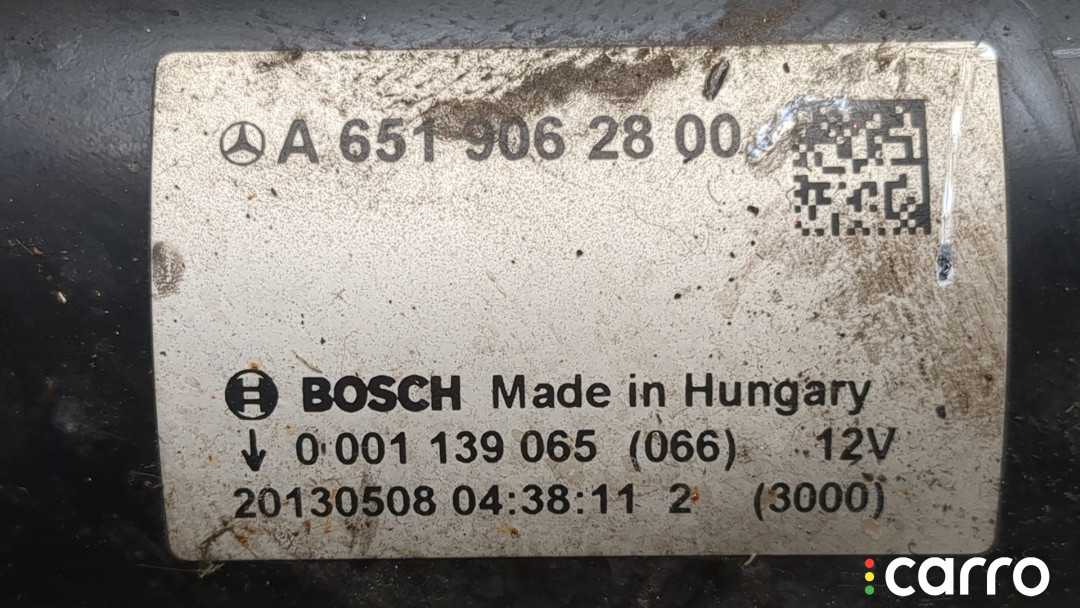 A 651 906 28 00
BOSCH Made in Hungary
↓ 0 001 139 065 (066) 12V
20130508 04:38:11 2 (3000)
carro